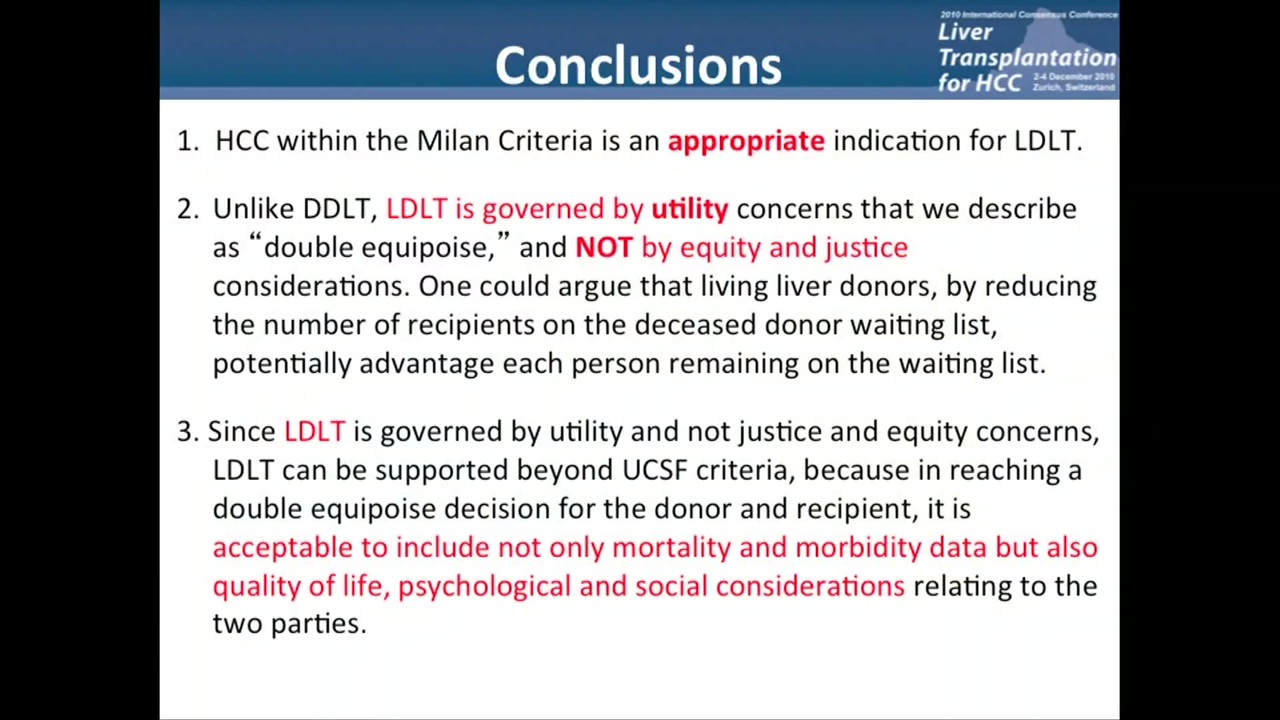 2010 International Consensus Conference
Liver
Transplantation
for HCC
2-4 December 2010
Zurich, Switzerland
Conclusions
1. HCC within the Milan Criteria is an appropriate indication for LDLT.
2. Unlike DDLT, LDLT is governed by utility concerns that we describe
as “double equipoise,” and NOT by equity and justice
considerations. One could argue that living liver donors, by reducing
the number of recipients on the deceased donor waiting list,
potentially advantage each person remaining on the waiting list.
3. Since LDLT is governed by utility and not justice and equity concerns,
LDLT can be supported beyond UCSF criteria, because in reaching a
double equipoise decision for the donor and recipient, it is
acceptable to include not only mortality and morbidity data but also
quality of life, psychological and social considerations relating to the
two parties.